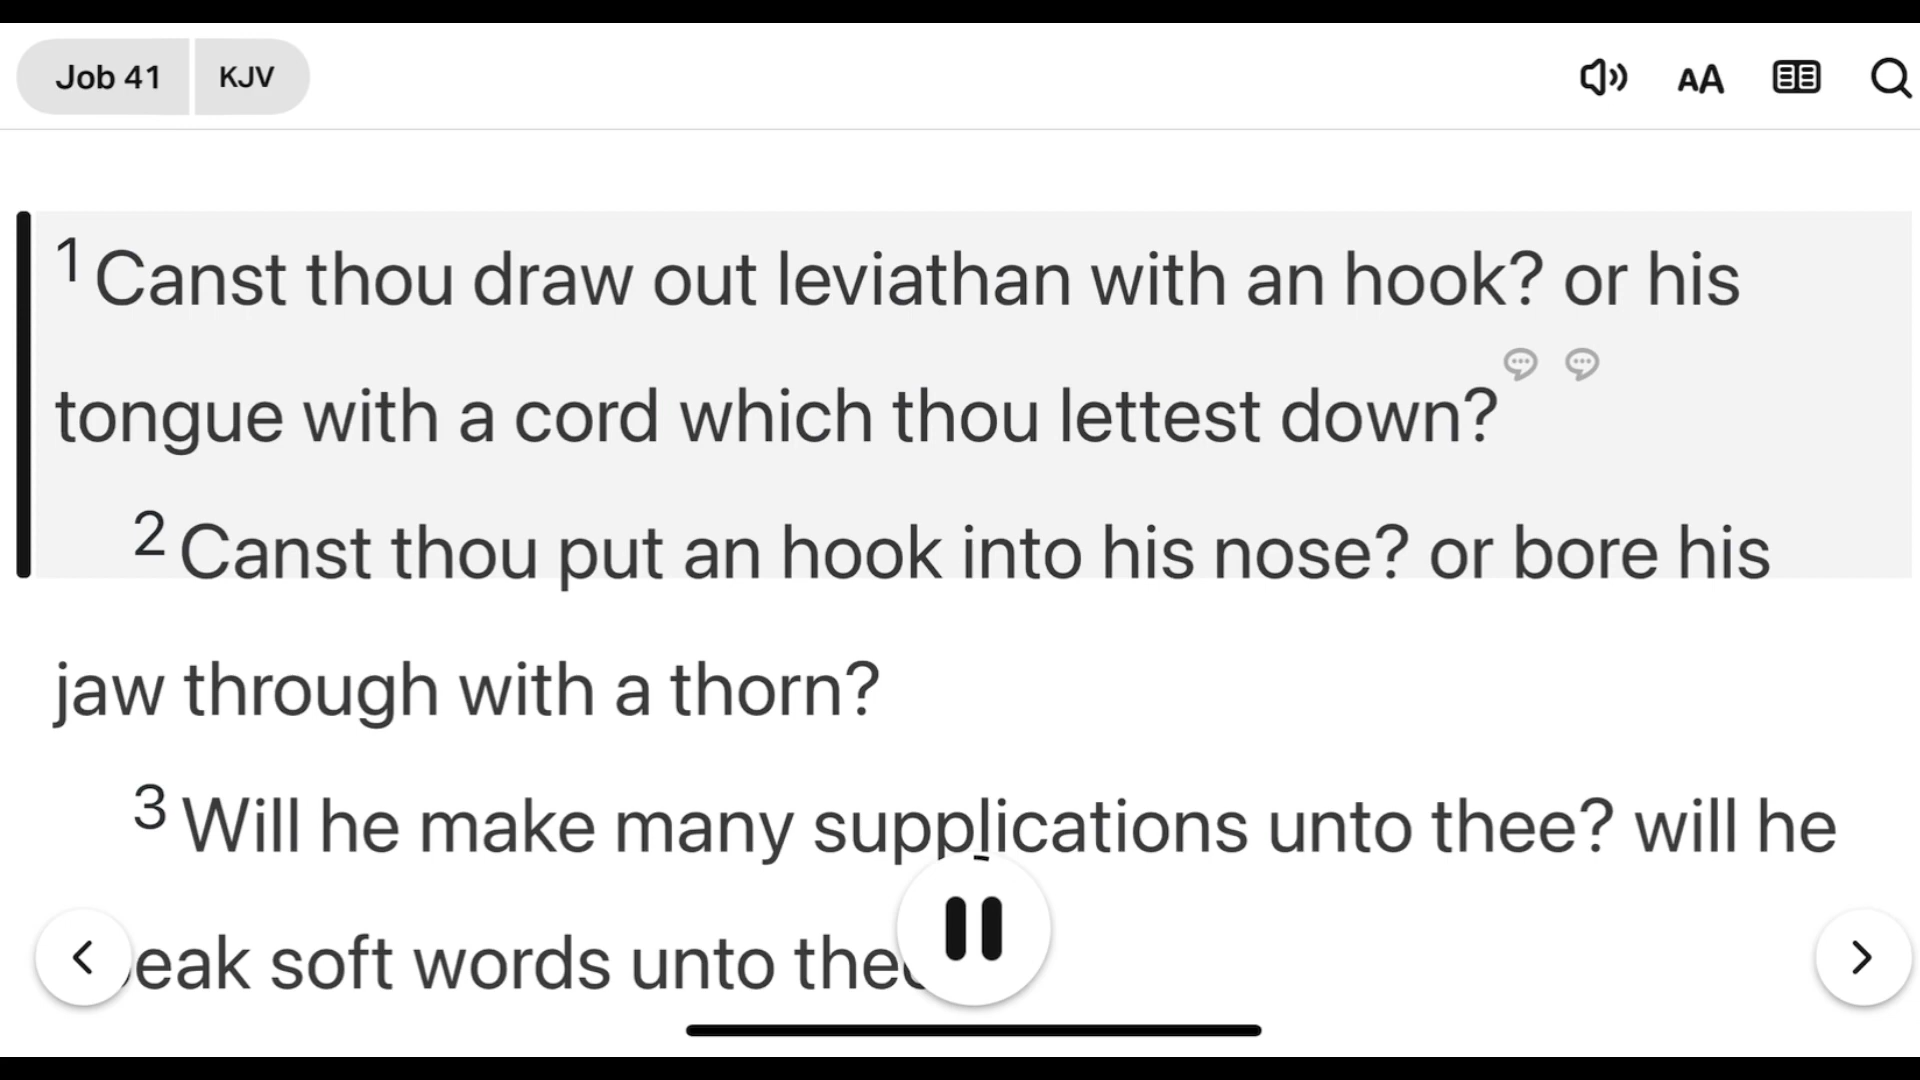 Job 41 KJV AA
1 Canst thou draw out leviathan with an hook? or his
tongue with a cord which thou lettest down?
2 Canst thou put an hook into his nose? or bore his
jaw through with a thorn?
3 Will he make many supplications unto thee? will he
soft words unto